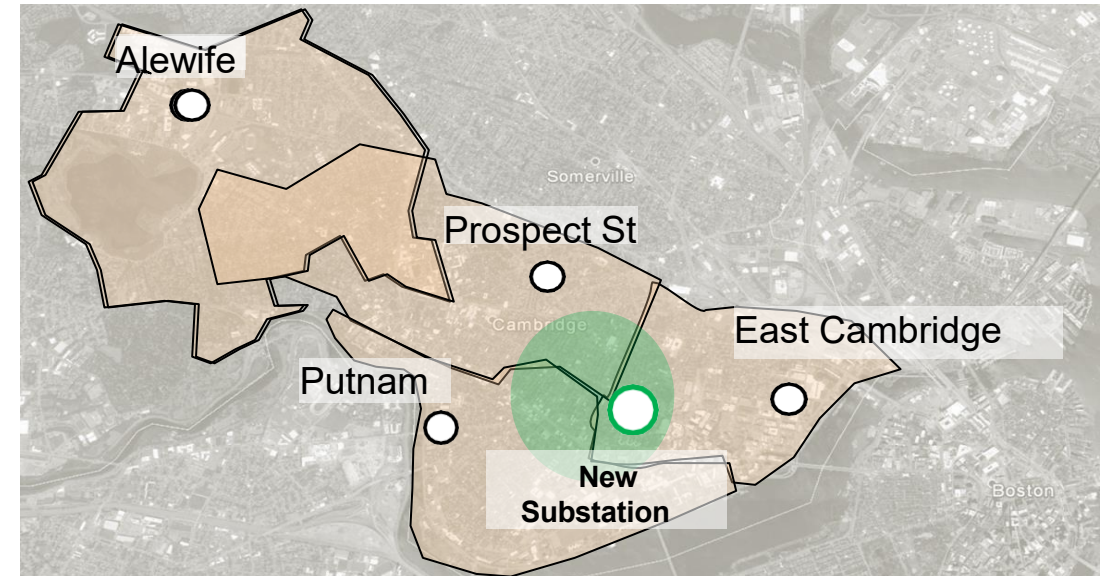 Alewife
Somerville
Prospect St
Cambridge
East Cambridge
Putnam
New
Substation
Boston